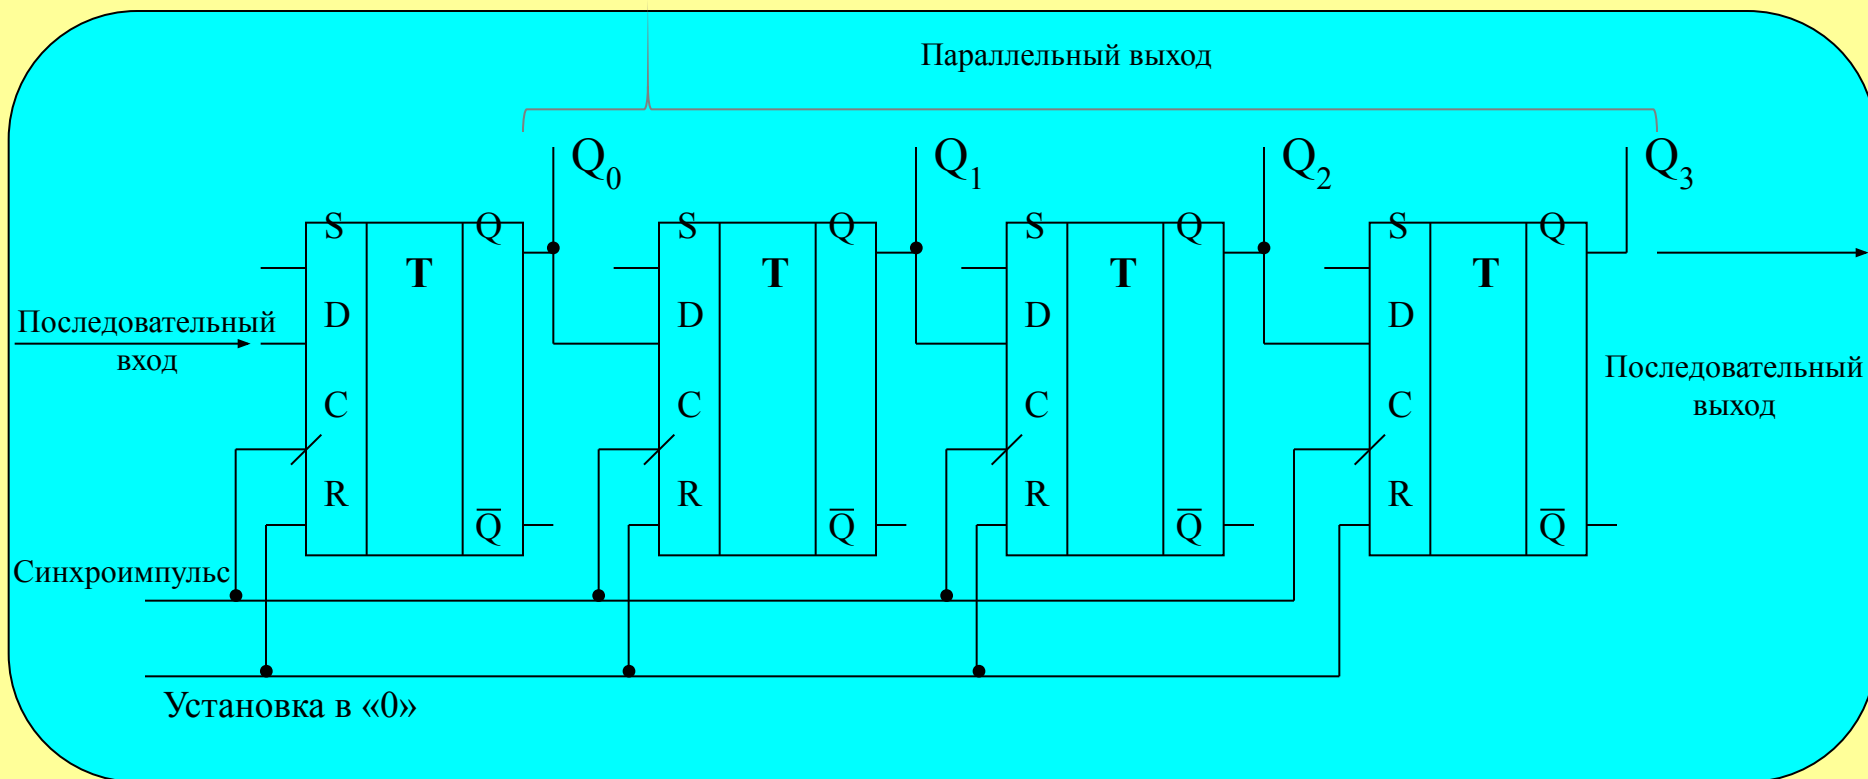 Параллельный выход
Q0 Q1 Q2 Q3
S Q S Q S Q S Q
T T T T
D D D D
Последовательный
вход
Последовательный
выход
C C C C
R R R R
Q̅ Q̅ Q̅ Q̅
Синхроимпульс
Установка в «0»